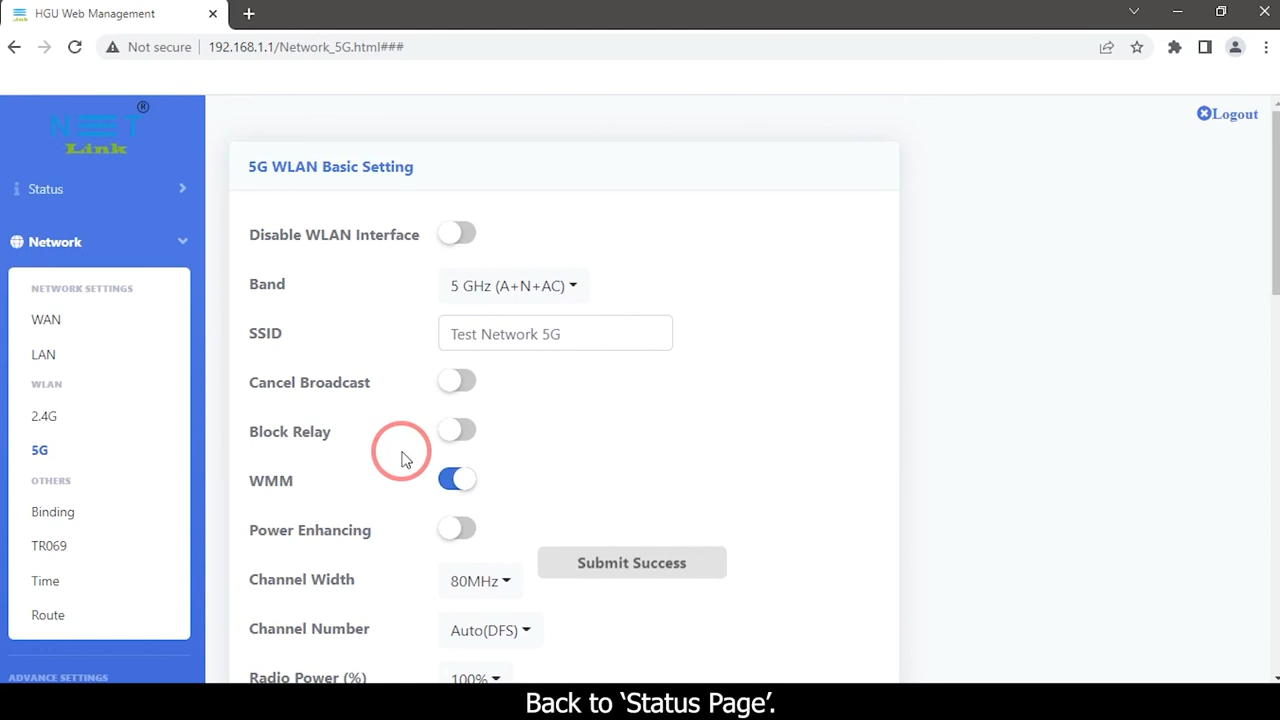 HGU Web Management
Not secure
192.168.1.1/Network_5G.html###
NEET
Link
®
Logout
Status
Network
NETWORK SETTINGS
WAN
LAN
WLAN
2.4G
5G
OTHERS
Binding
TR069
Time
Route
ADVANCE SETTINGS
5G WLAN Basic Setting
Disable WLAN Interface
Band
5 GHz (A+N+AC)
SSID
Test Network 5G
Cancel Broadcast
Block Relay
WMM
Power Enhancing
Submit Success
Channel Width
80MHz
Channel Number
Auto(DFS)
Radio Power (%)
100%
Back to ‘Status Page’.